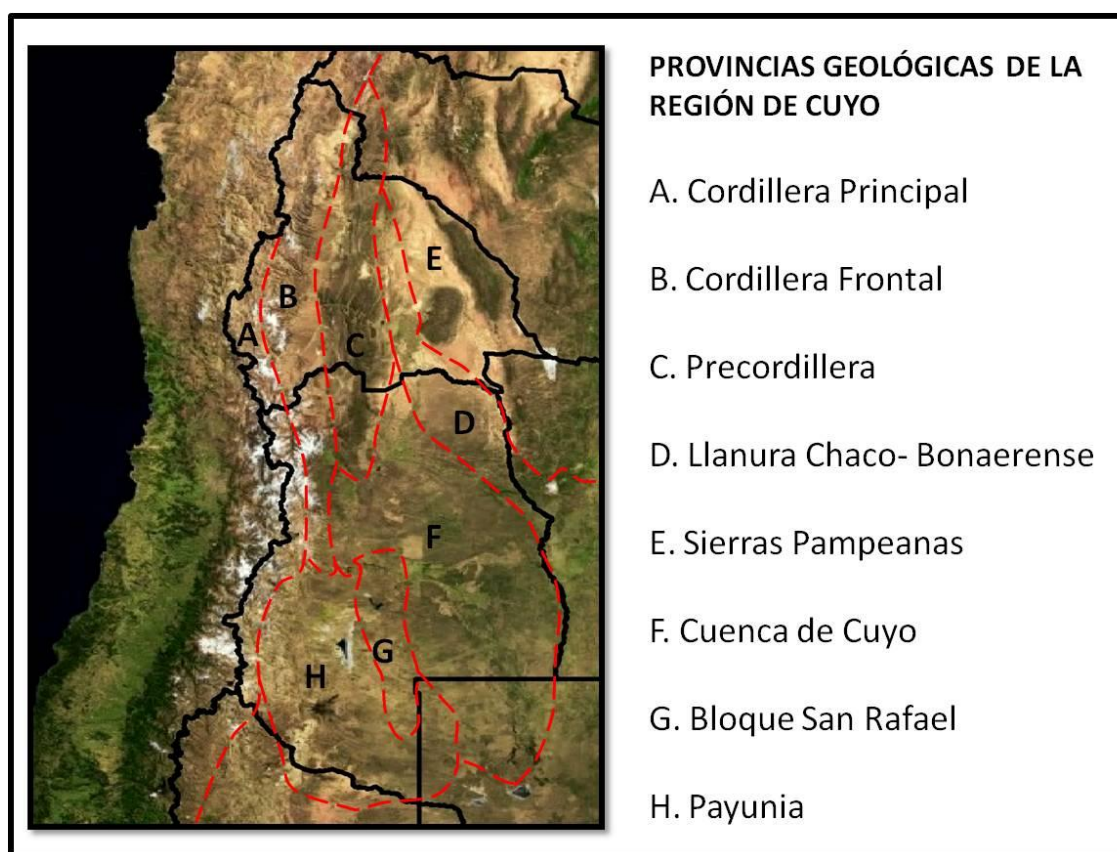 PROVINCIAS GEOLÓGICAS DE LA
REGIÓN DE CUYO
A. Cordillera Principal
B. Cordillera Frontal
C. Precordillera
D. Llanura Chaco- Bonaerense
E. Sierras Pampeanas
F. Cuenca de Cuyo
G. Bloque San Rafael
H. Payunia
E
B
A
C
D
F
G
H